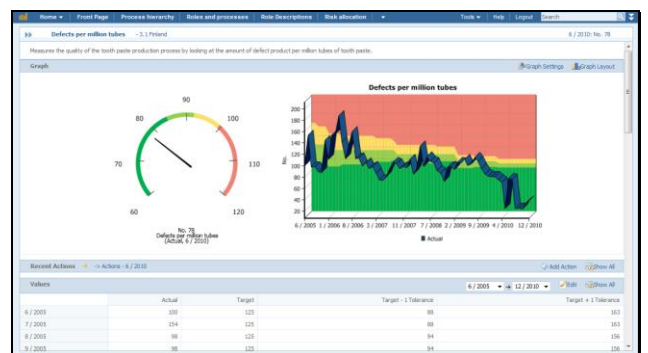 Home Front Page Process hierarchy Roles and processes Role Descriptions Risk allocation Tools Help Logout Search
Defects per million tubes - 3.1 Finland 6 / 2010: No. 78
Measures the quality of the tooth paste production process by looking at the amount of defect product per million tubes of tooth paste.
Graph Graph Settings Graph Layout
Defects per million tubes
60 70 80 90 100 110 120
No. 78
Defects per million tubes
(Actual, 6 / 2010)
No.
200
180
160
140
120
100
80
60
40
20
6 / 2005 1 / 2006 8 / 2006 3 / 2007 11 / 2007 7 / 2008 2 / 2009 9 / 2009 4 / 2010 12 / 2010
Actual
Recent Actions Actions - 6 / 2010 Add Action Show All
Values 6 / 2005 12 / 2010 Edit Show All
Actual Target Target - 1 Tolerance Target + 1 Tolerance
6 / 2005 100 125 88 163
7 / 2005 154 125 88 163
8 / 2005 98 125 94 156
9 / 2005 98 125 94 156